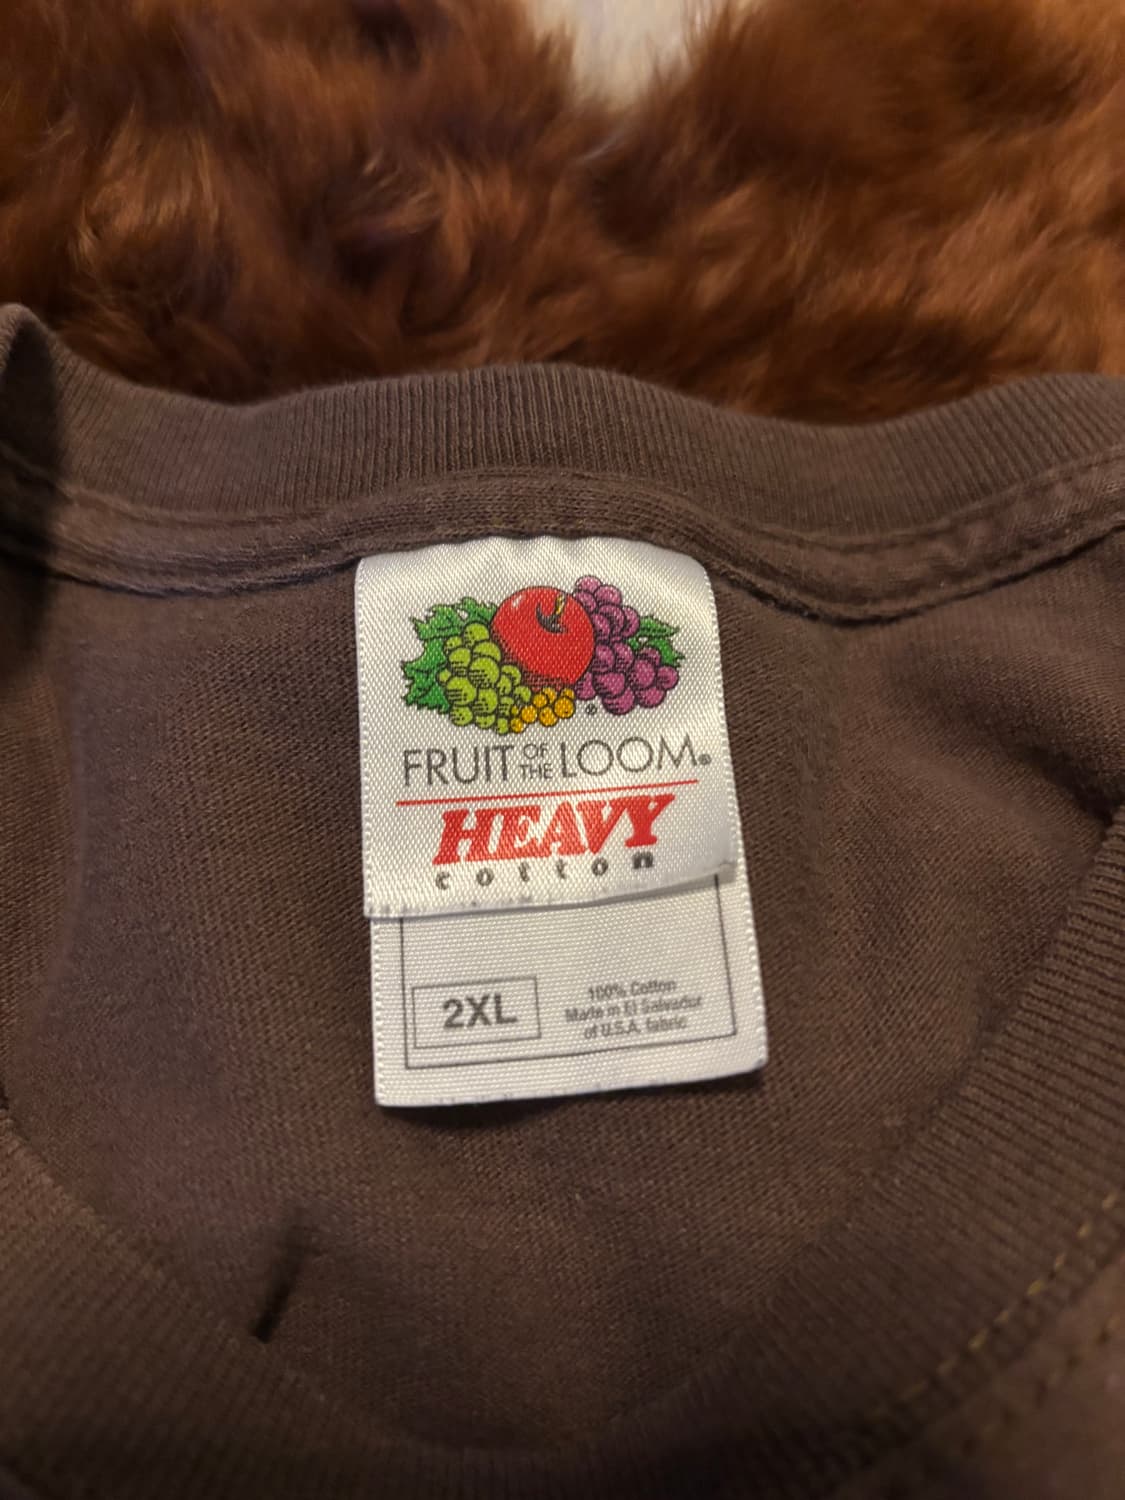 FRUIT OF THE LOOM®
HEAVY
cotton
2XL
100% Cotton
Made in El Salvador
of U.S.A. fabric